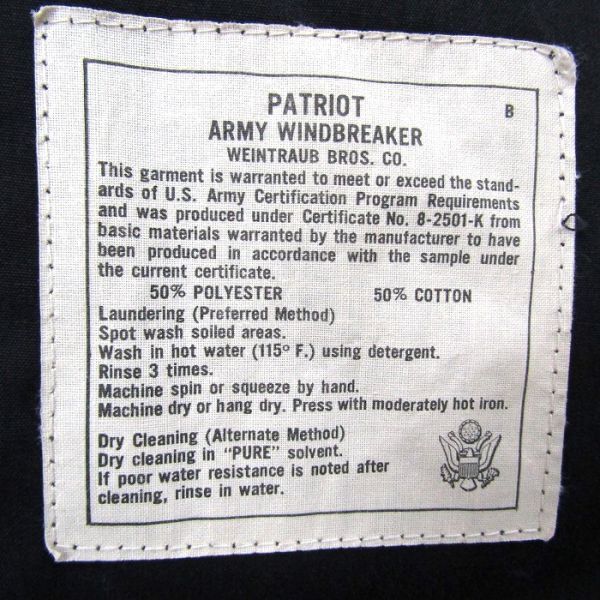 PATRIOT B
ARMY WINDBREAKER
WEINTRAUB BROS. CO.
This garment is warranted to meet or exceed the stand-
ards of U.S. Army Certification Program Requirements
and was produced under Certificate No. 8-2501-K from
basic materials warranted by the manufacturer to have
been produced in accordance with the sample under
the current certificate.
50% POLYESTER 50% COTTON
Laundering (Preferred Method)
Spot wash soiled areas.
Wash in hot water (115° F.) using detergent.
Rinse 3 times.
Machine spin or squeeze by hand.
Machine dry or hang dry. Press with moderately hot iron.
Dry Cleaning (Alternate Method)
Dry cleaning in "PURE" solvent.
If poor water resistance is noted after
cleaning, rinse in water.